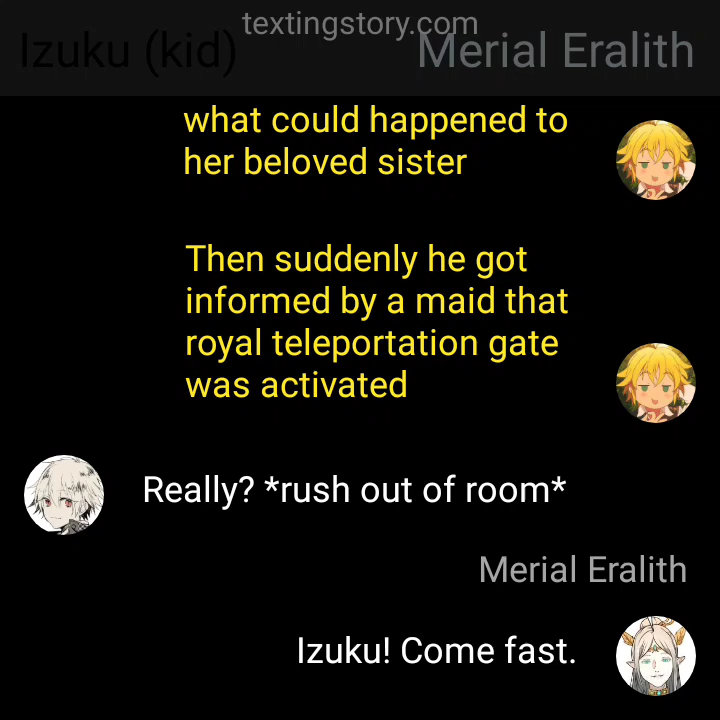 textingstory.com
Izuku (kid)
Merial Eralith
what could happened to
her beloved sister
Then suddenly he got
informed by a maid that
royal teleportation gate
was activated
Really? *rush out of room*
Merial Eralith
Izuku! Come fast.